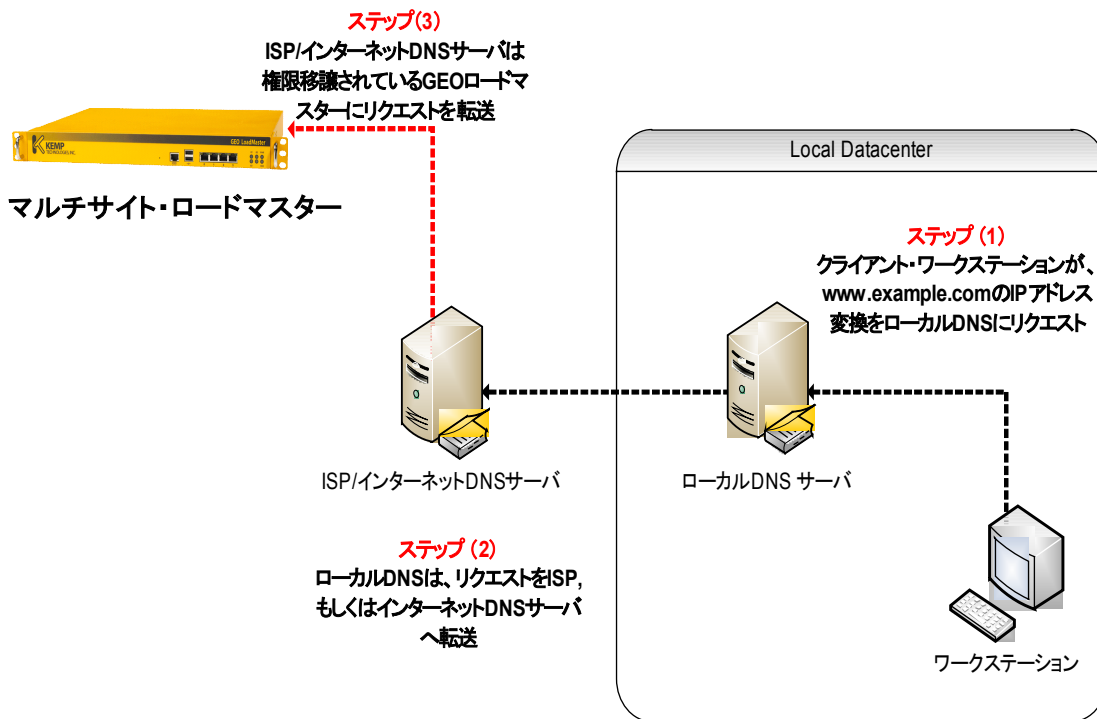 ステップ(3)
ISP/インターネットDNSサーバは
権限移譲されているGEOロードマ
スターにリクエストを転送
KEMP
TECHNOLOGIES, INC.
GEO LoadMaster
マルチサイト・ロードマスター
Local Datacenter
ステップ (1)
クライアント・ワークステーションが、
www.example.comのIPアドレス
変換をローカルDNSにリクエスト
ISP/インターネットDNSサーバ
ローカルDNS サーバ
ステップ (2)
ローカルDNSは、リクエストをISP,
もしくはインターネットDNSサーバ
へ転送
ワークステーション